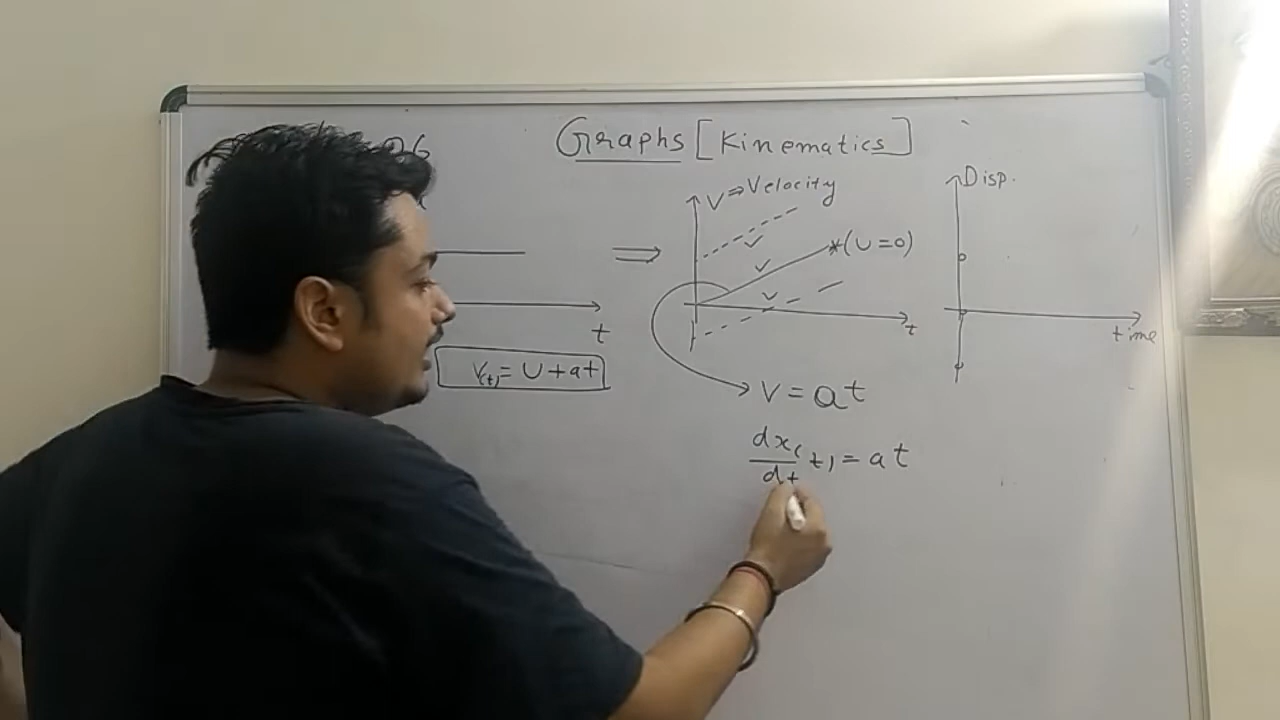 Graphs [Kinematics]
V ⇒ Velocity
*(U=0)
t
Disp.
time
t
V(t) = U + at
V = at
dx(t) = at
dt